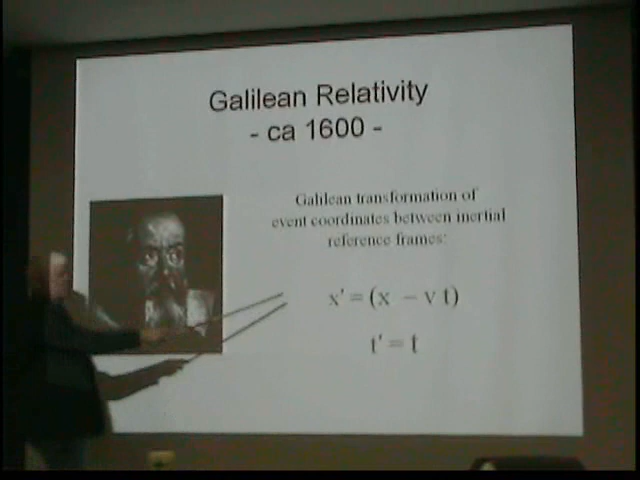 Galilean Relativity
- ca 1600 -
Galilean transformation of
event coordinates between inertial
reference frames:
x' = (x - v t)
t' = t